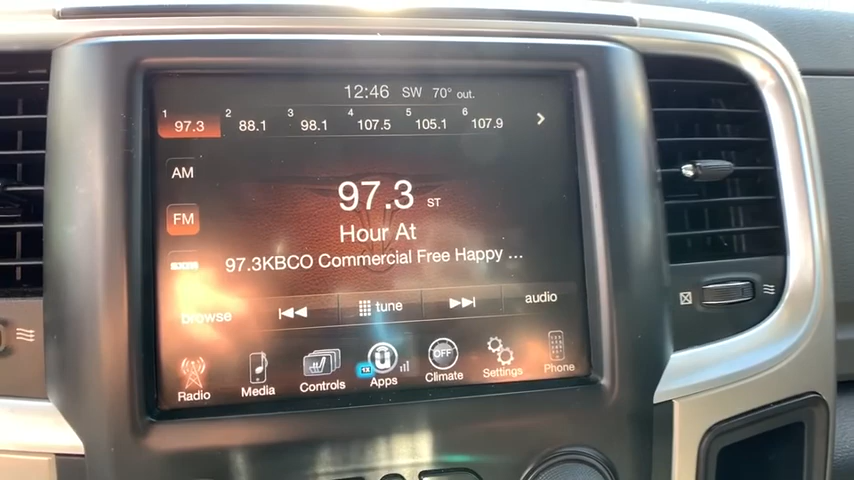 12:46 SW 70° out.
1 97.3 2 88.1 3 98.1 4 107.5 5 105.1 6 107.9
AM
97.3 ST
FM
Hour At
97.3KBCO Commercial Free Happy ...
browse tune audio
OFF
1X
Radio Media Controls Apps Climate Settings Phone